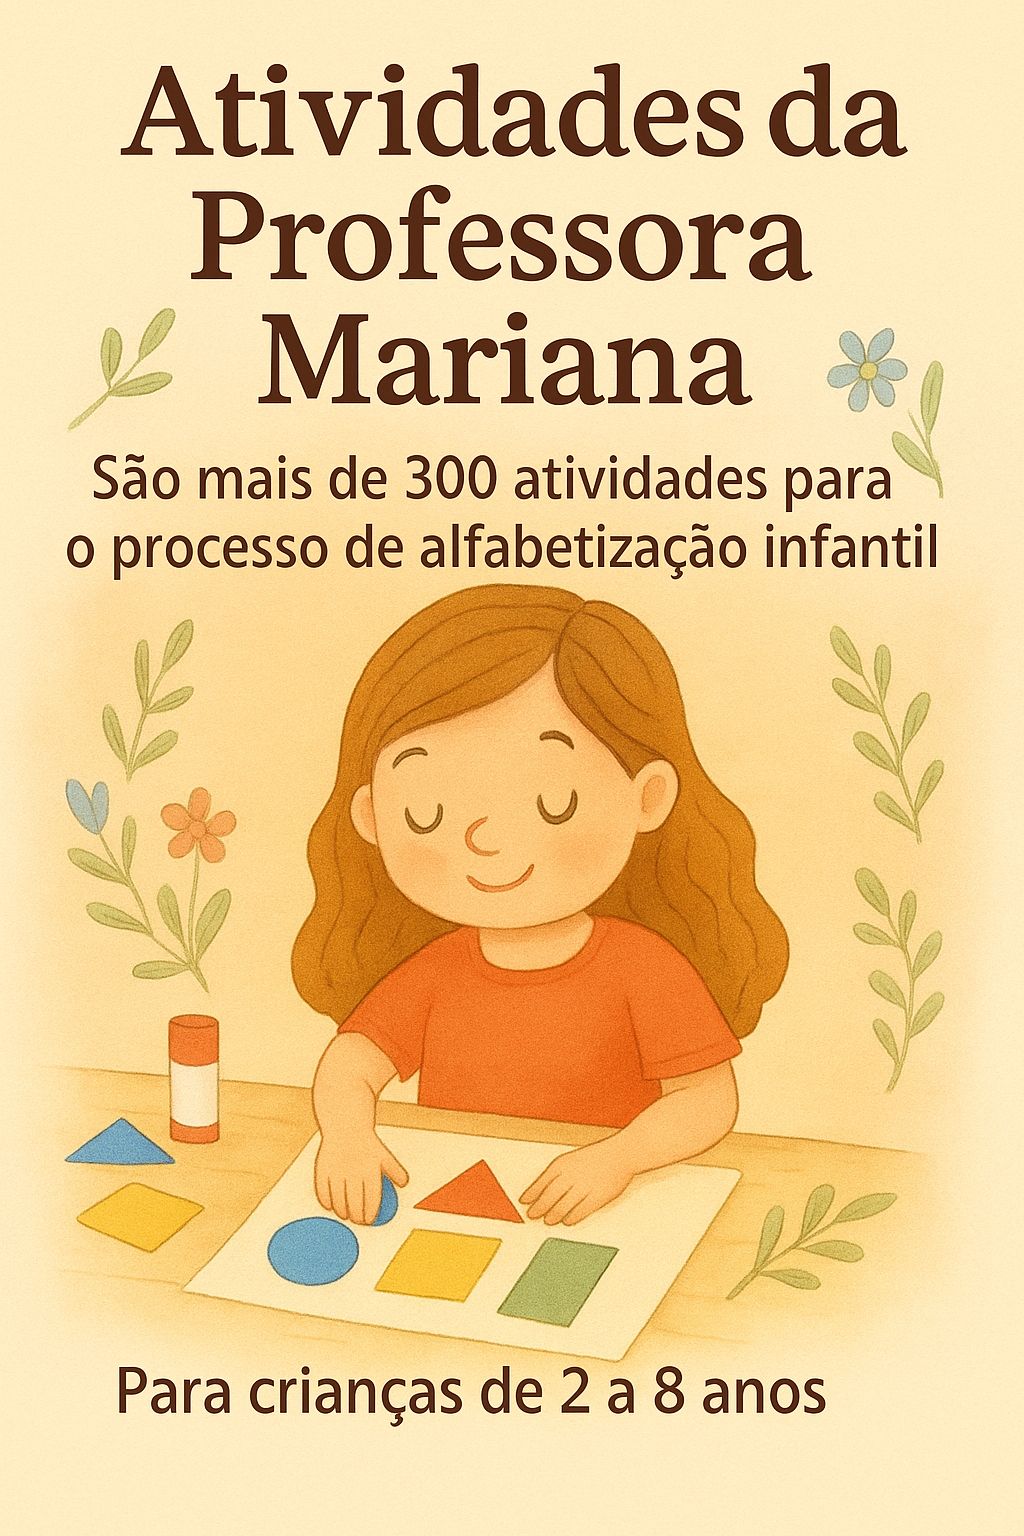 Atividades da
Professora
Mariana
São mais de 300 atividades para
o processo de alfabetização infantil
Para crianças de 2 a 8 anos